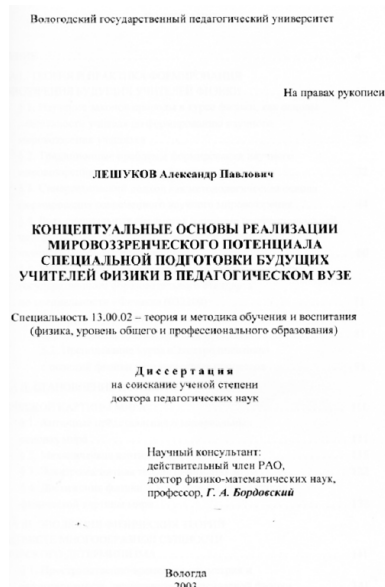 Вологодский государственный педагогический университет
На правах рукописи
ЛЕШУКОВ Александр Павлович
КОНЦЕПТУАЛЬНЫЕ ОСНОВЫ РЕАЛИЗАЦИИ
МИРОВОЗЗРЕНЧЕСКОГО ПОТЕНЦИАЛА
СПЕЦИАЛЬНОЙ ПОДГОТОВКИ БУДУЩИХ
УЧИТЕЛЕЙ ФИЗИКИ В ПЕДАГОГИЧЕСКОМ ВУЗЕ
Специальность 13.00.02 – теория и методика обучения и воспитания
(физика, уровень общего и профессионального образования)
Диссертация
на соискание ученой степени
доктора педагогических наук
Научный консультант:
действительный член РАО,
доктор физико-математических наук,
профессор, Г. А. Бордовский
Вологда
2003